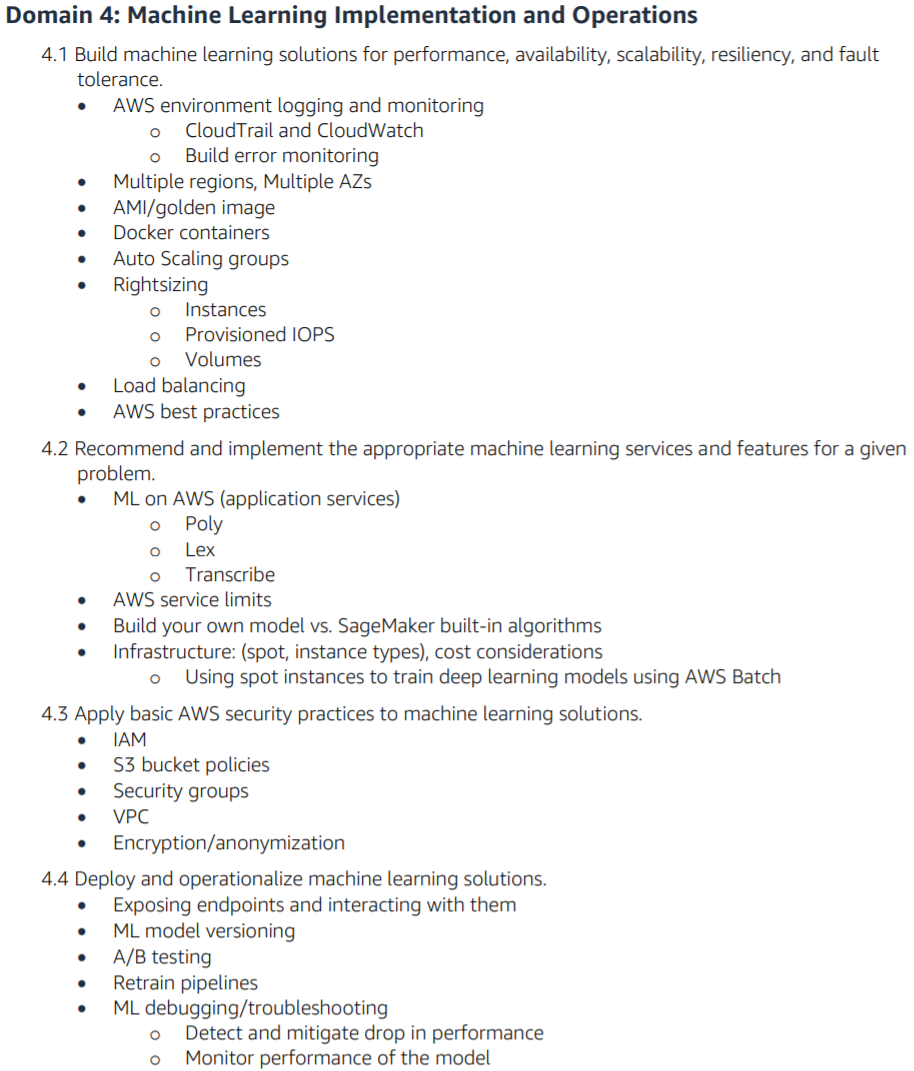 Domain 4: Machine Learning Implementation and Operations
4.1 Build machine learning solutions for performance, availability, scalability, resiliency, and fault
tolerance.
• AWS environment logging and monitoring
o CloudTrail and CloudWatch
o Build error monitoring
• Multiple regions, Multiple AZs
• AMI/golden image
• Docker containers
• Auto Scaling groups
• Rightsizing
o Instances
o Provisioned IOPS
o Volumes
• Load balancing
• AWS best practices
4.2 Recommend and implement the appropriate machine learning services and features for a given
problem.
• ML on AWS (application services)
o Poly
o Lex
o Transcribe
• AWS service limits
• Build your own model vs. SageMaker built-in algorithms
• Infrastructure: (spot, instance types), cost considerations
o Using spot instances to train deep learning models using AWS Batch
4.3 Apply basic AWS security practices to machine learning solutions.
• IAM
• S3 bucket policies
• Security groups
• VPC
• Encryption/anonymization
4.4 Deploy and operationalize machine learning solutions.
• Exposing endpoints and interacting with them
• ML model versioning
• A/B testing
• Retrain pipelines
• ML debugging/troubleshooting
o Detect and mitigate drop in performance
o Monitor performance of the model